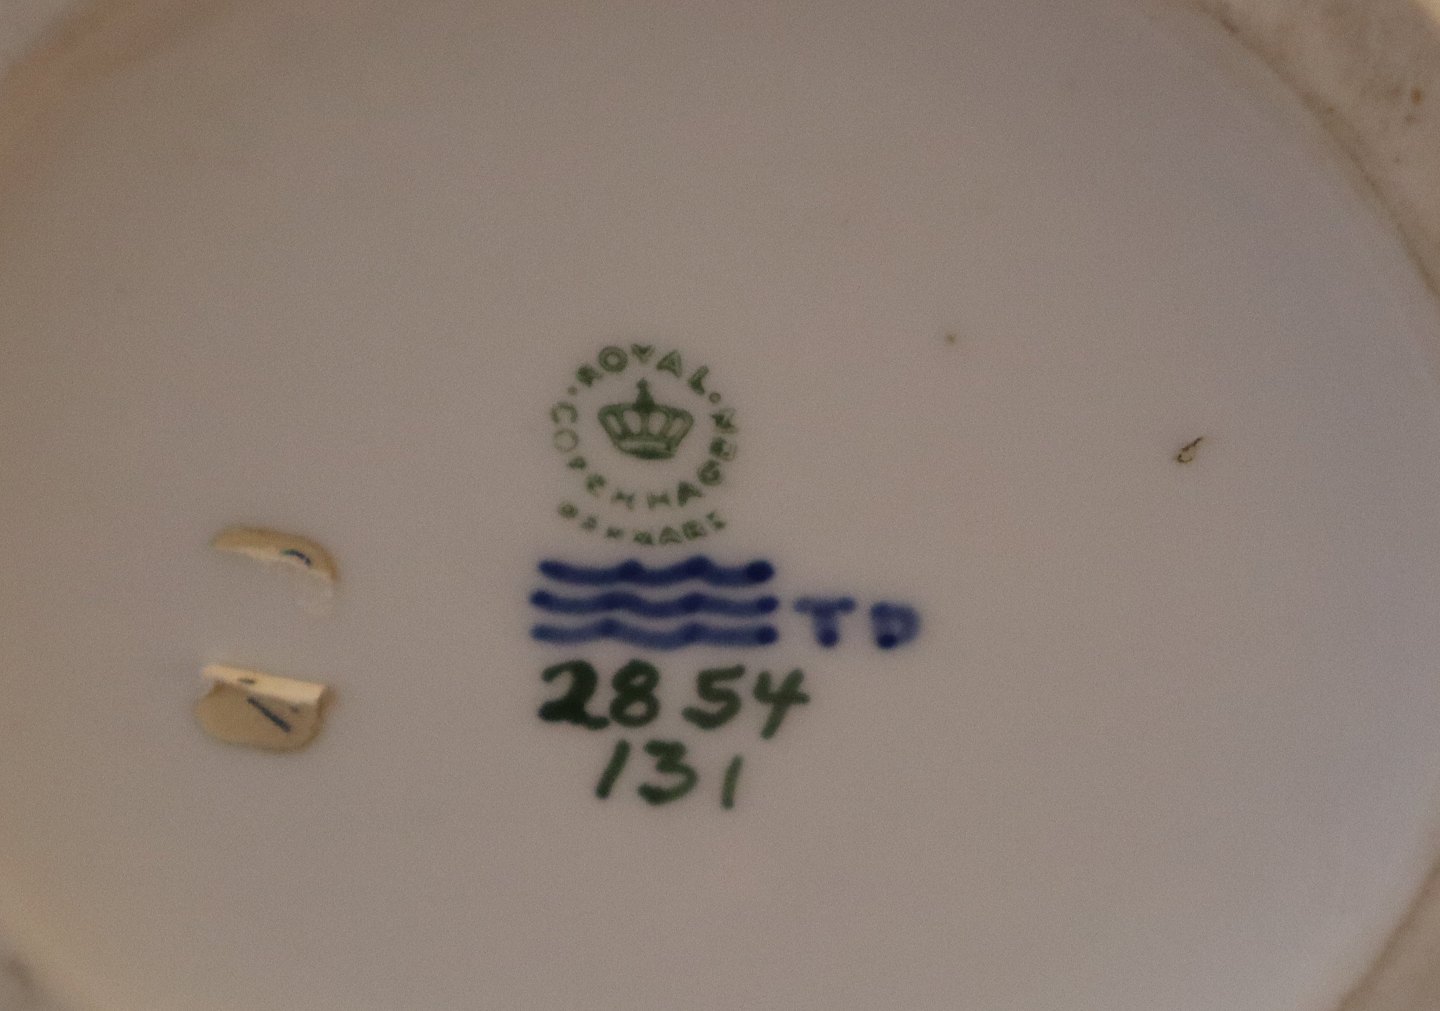 ROYAL
COPENHAGEN
DENMARK
TD
2854
131